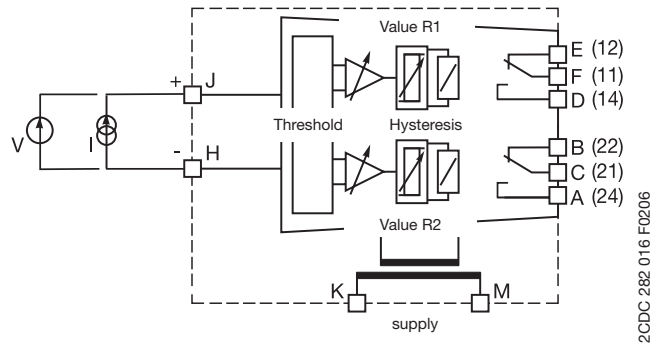 Value R1
E (12)
F (11)
D (14)
+ J
V
I
Threshold
Hysteresis
- H
B (22)
C (21)
A (24)
Value R2
K
M
supply
2CDC 282 016 F0206